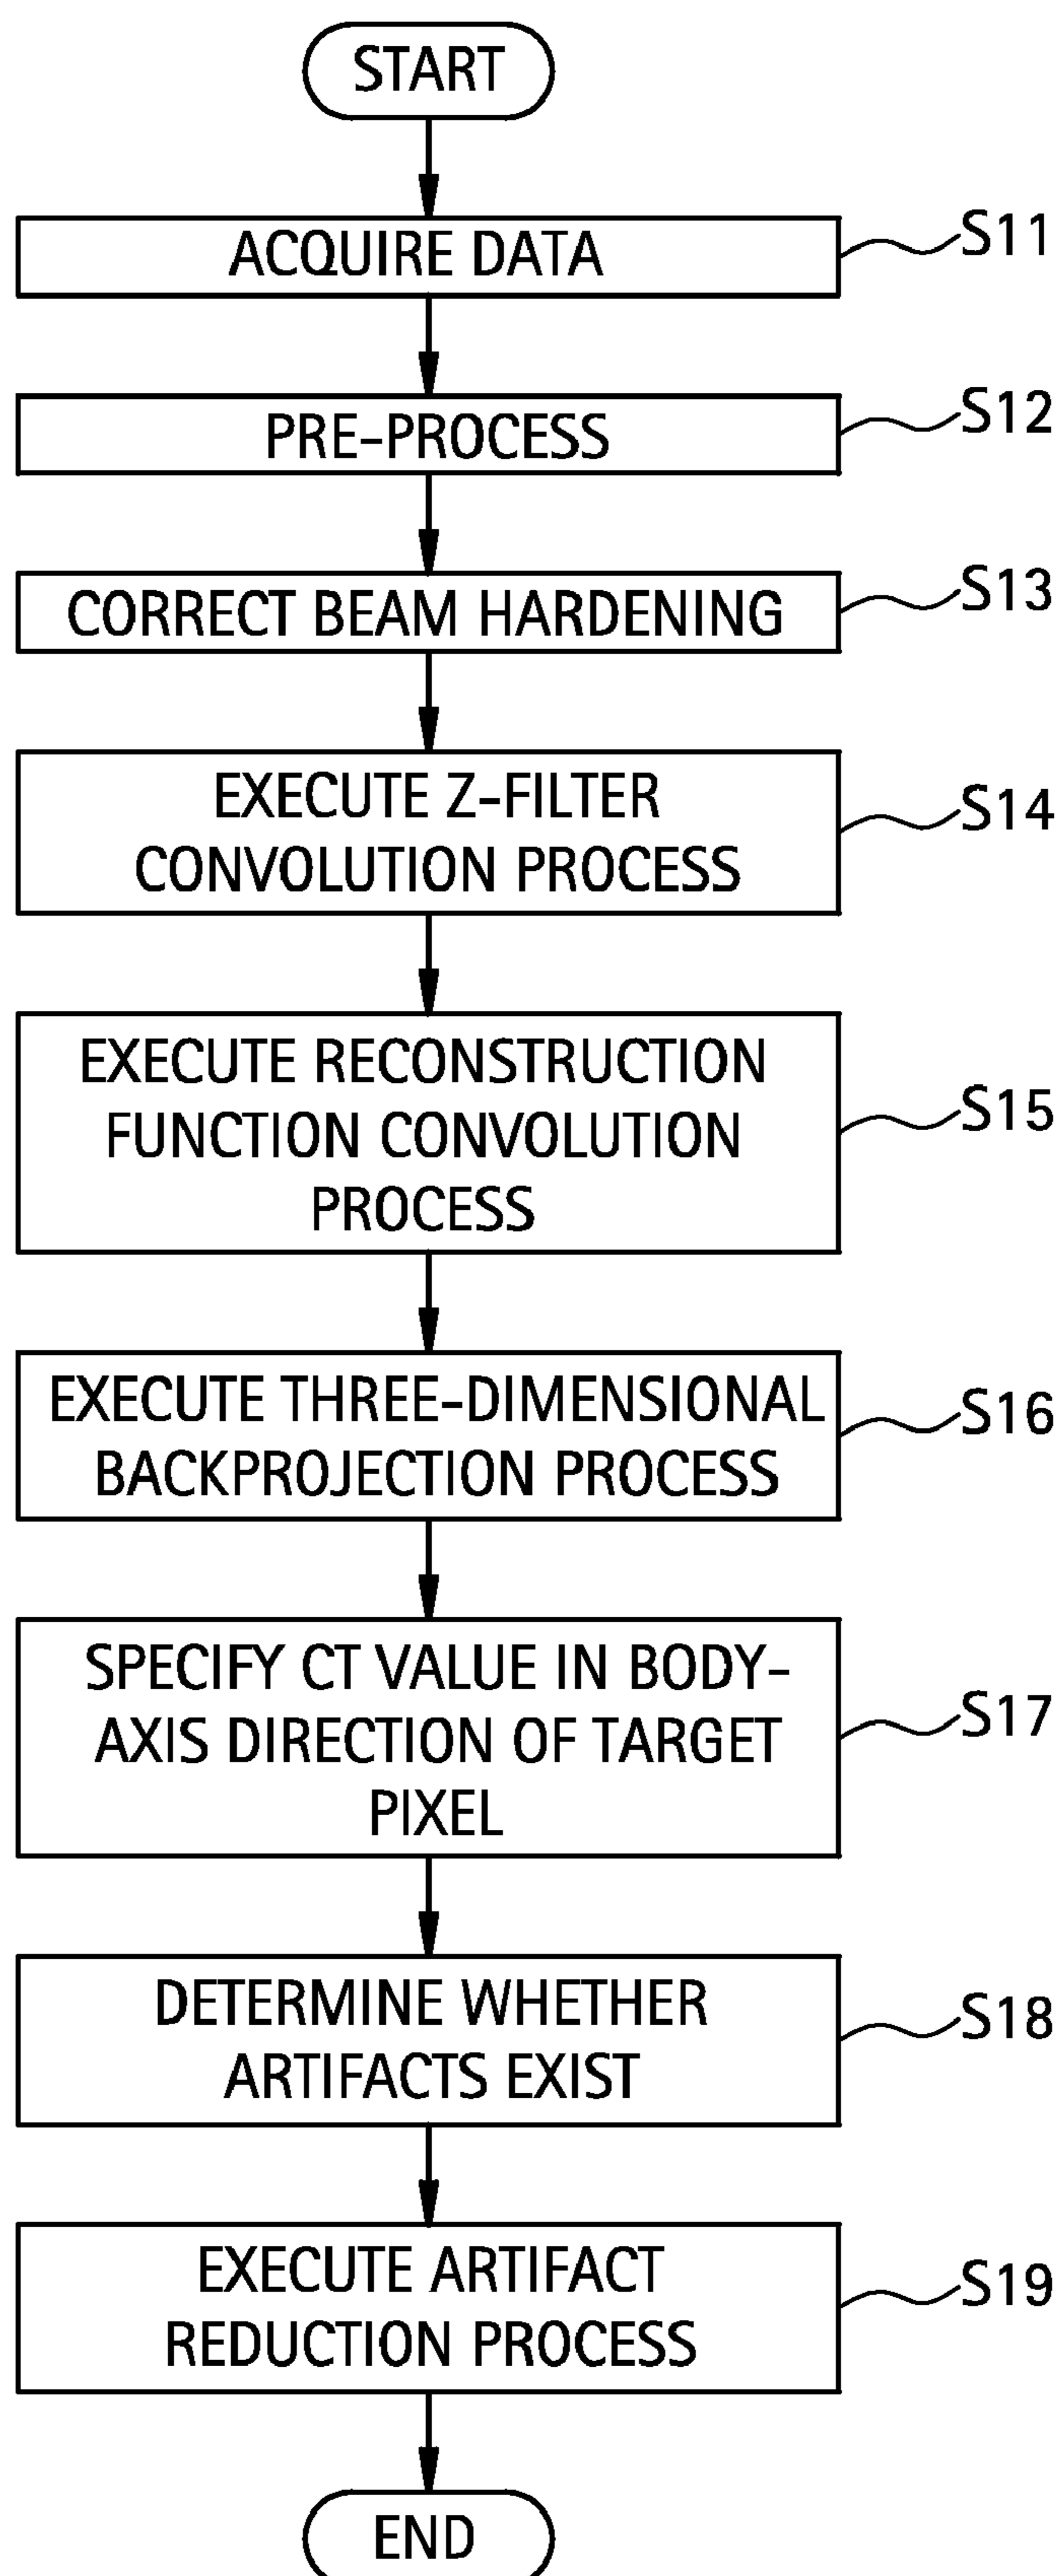 START
ACQUIRE DATA
S11
PRE-PROCESS
S12
CORRECT BEAM HARDENING
S13
EXECUTE Z-FILTER
CONVOLUTION PROCESS
S14
EXECUTE RECONSTRUCTION
FUNCTION CONVOLUTION
PROCESS
S15
EXECUTE THREE-DIMENSIONAL
BACKPROJECTION PROCESS
S16
SPECIFY CT VALUE IN BODY-
AXIS DIRECTION OF TARGET
PIXEL
S17
DETERMINE WHETHER
ARTIFACTS EXIST
S18
EXECUTE ARTIFACT
REDUCTION PROCESS
S19
END